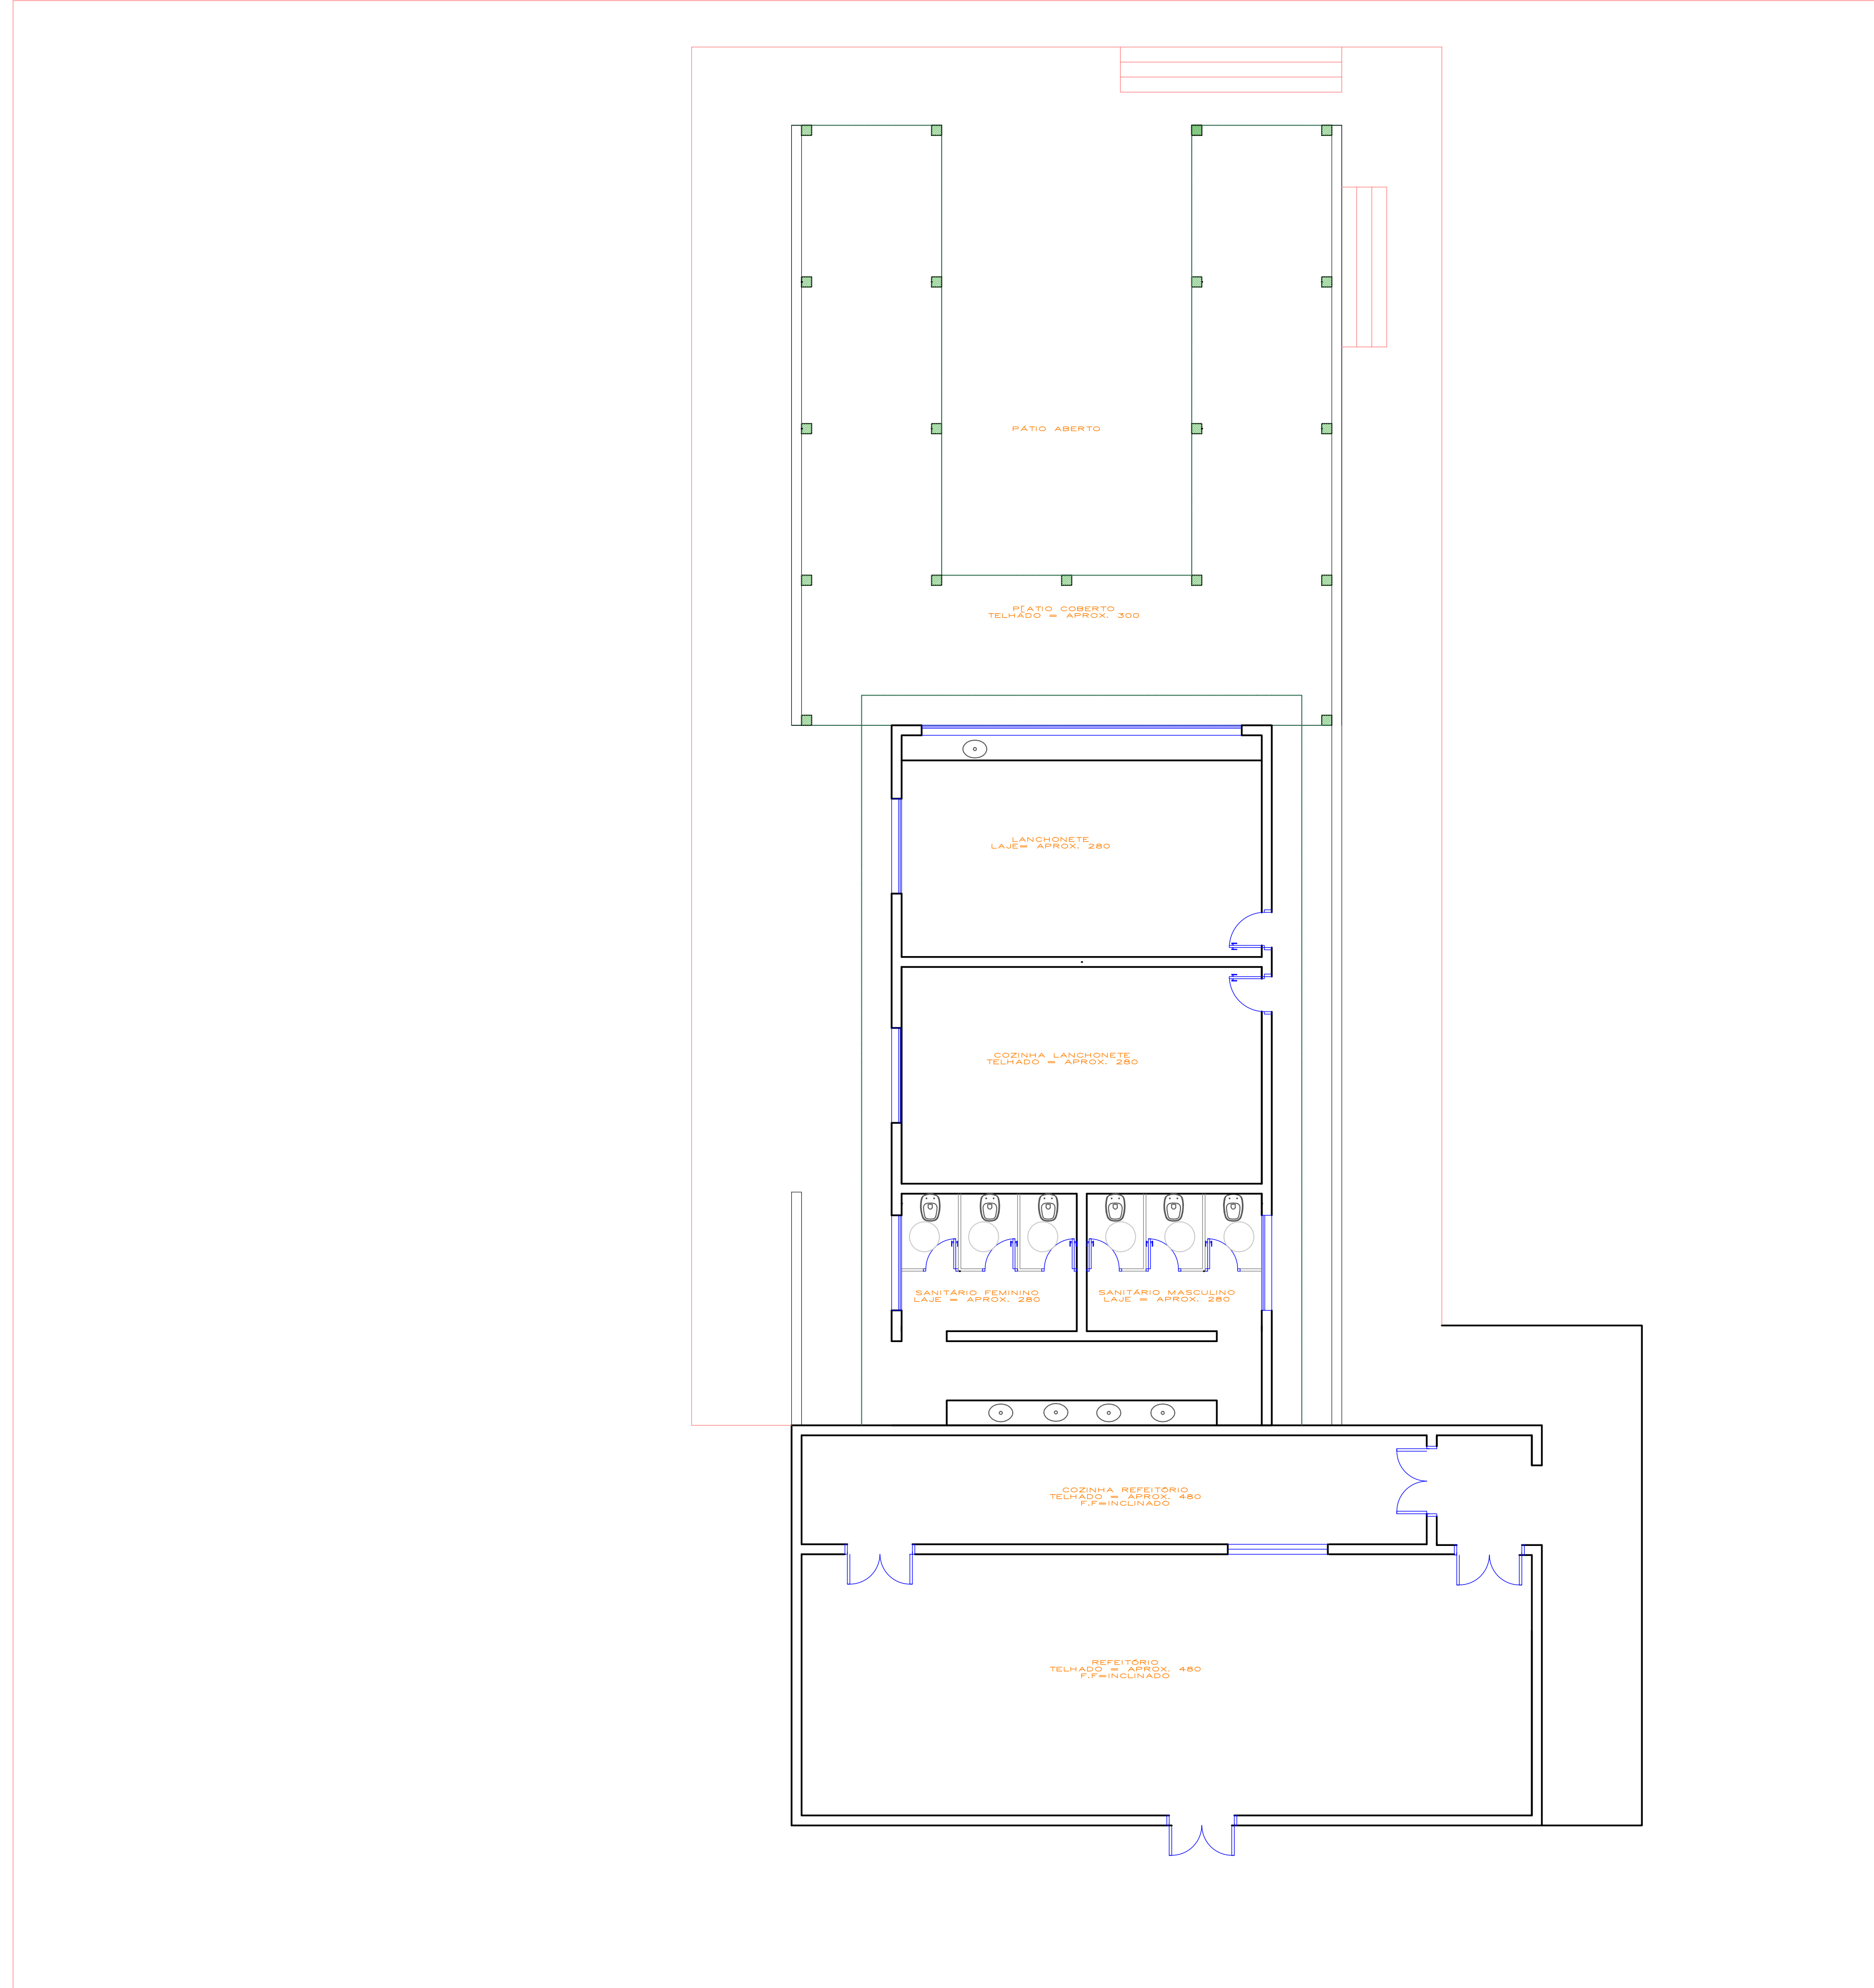 PÁTIO ABERTO
P[ATIO COBERTO
TELHADO = APROX. 300
LANCHONETE
LAJE= APROX. 280
COZINHA LANCHONETE
TELHADO = APROX. 280
SANITÁRIO FEMININO
LAJE = APROX. 280
SANITÁRIO MASCULINO
LAJE = APROX. 280
COZINHA REFEITÓRIO
TELHADO = APROX. 480
F.F=INCLINADO
REFEITÓRIO
TELHADO = APROX. 480
F.F=INCLINADO